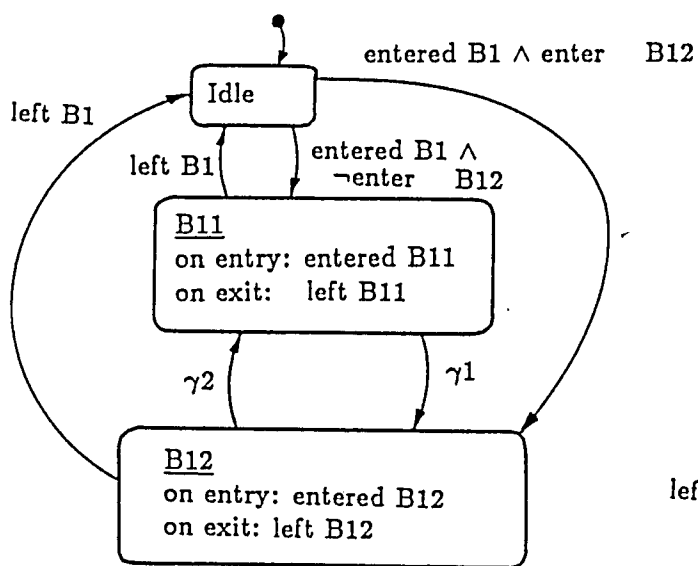 entered B1 ∧ enter B12
Idle
left B1
left B1
entered B1 ∧
¬enter B12
B11
on entry: entered B11
on exit: left B11
γ2
γ1
B12
on entry: entered B12
on exit: left B12
lef